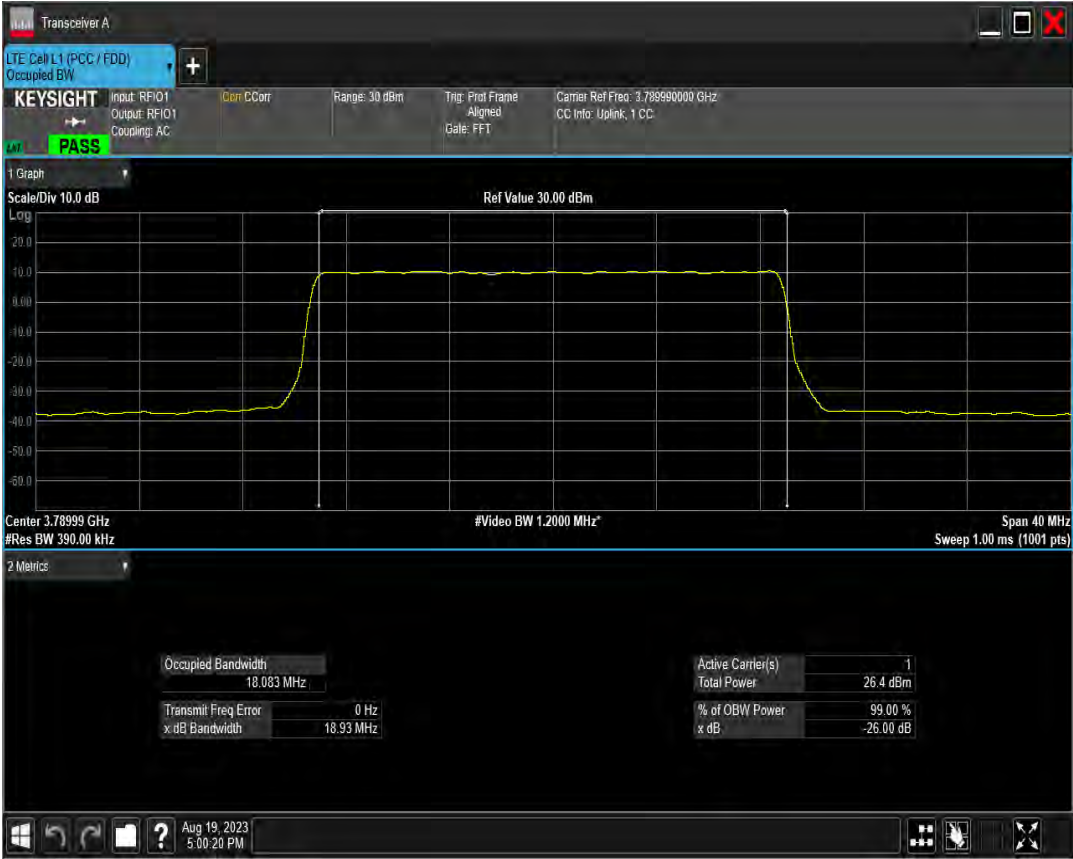 Transceiver A
LTE Cell L1 (PCC / FDD)
Occupied BW
+
KEYSIGHT
Input: RFIO1
Output: RFIO1
Coupling: AC
Corr CCorr
Range: 30 dBm
Trig: Prdt Frame
Aligned
Gate: FFT
Carrier Ref Freq: 3.789990000 GHz
CC Info: Uplink, 1 CC
PASS
1 Graph
Scale/Div 10.0 dB
Ref Value 30.00 dBm
Log
20.0
10.0
0.00
-10.0
-20.0
-30.0
-40.0
-50.0
-60.0
Center 3.78999 GHz
#Video BW 1.2000 MHz*
Span 40 MHz
#Res BW 390.00 kHz
Sweep 1.00 ms (1001 pts)
2 Metrics
Occupied Bandwidth
18.083 MHz
Transmit Freq Error 0 Hz
x dB Bandwidth 18.93 MHz
Active Carrier(s) 1
Total Power 26.4 dBm
% of OBW Power 99.00 %
x dB -26.00 dB
?
Aug 19, 2023
5:00:20 PM